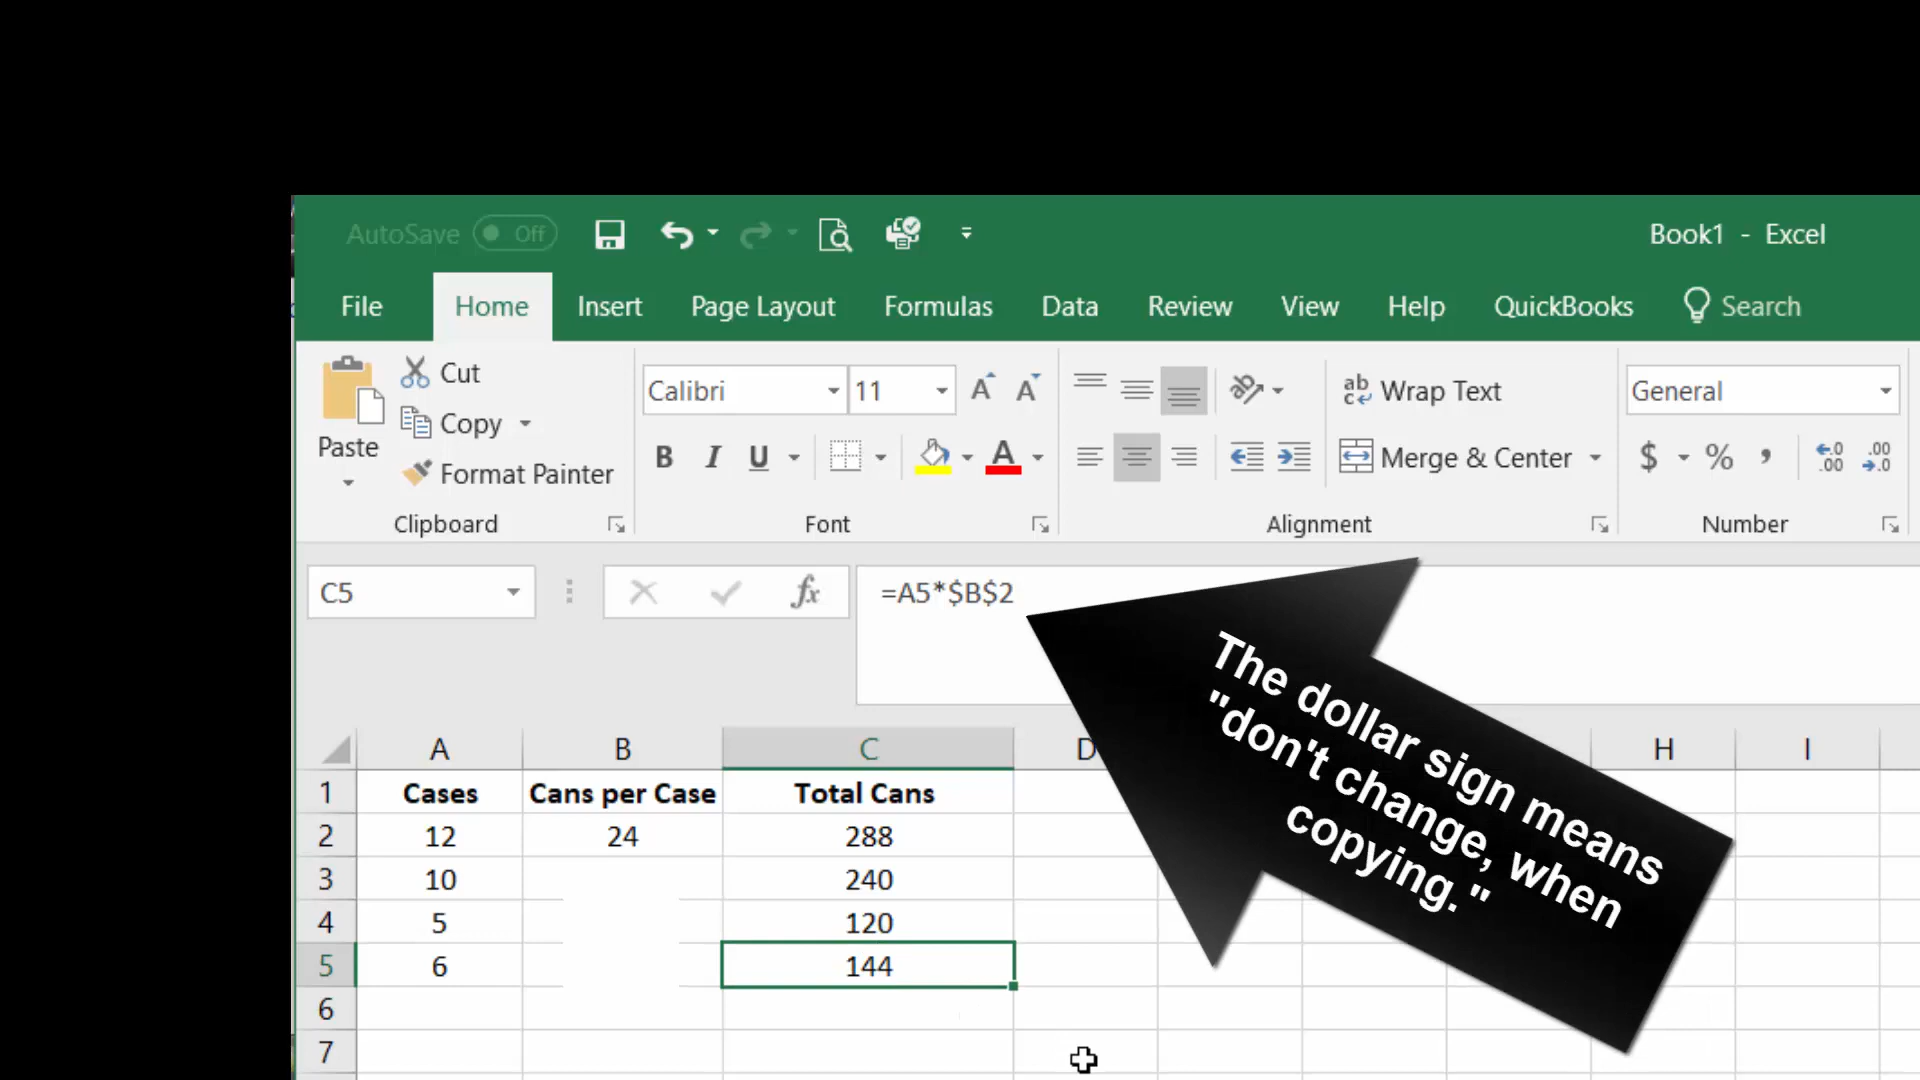 AutoSave Off
Book1 - Excel
File Home Insert Page Layout Formulas Data Review View Help QuickBooks Search
Paste
Cut
Copy
Format Painter
Clipboard
Calibri 11
B I U
Font
Wrap Text
Merge & Center
Alignment
General
$ % ,
Number
C5 fx =A5*$B$2
A B C D H I
1 Cases Cans per Case Total Cans
2 12 24 288
3 10 240
4 5 120
5 6 144
6
7
The dollar sign means
"don't change, when
copying."